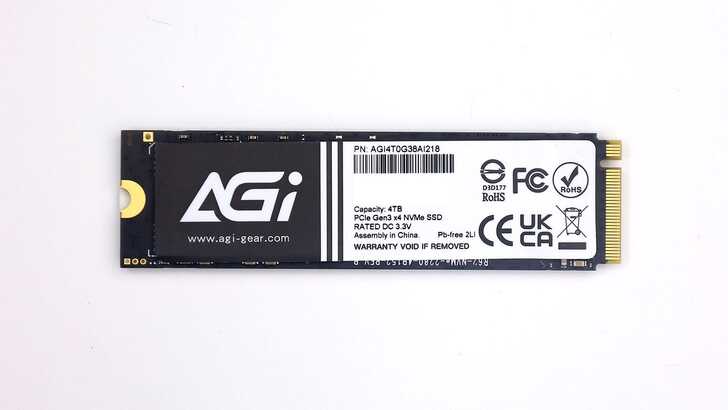 AGi
www.agi-gear.com
PN: AGI4T0G38AI218
Capacity: 4TB
PCIe Gen3 x4 NVMe SSD
RATED DC 3.3V
Assembly in China. Pb-free 2LI
WARRANTY VOID IF REMOVED
D3D177
RoHS
FC
RoHS
CE UK CA